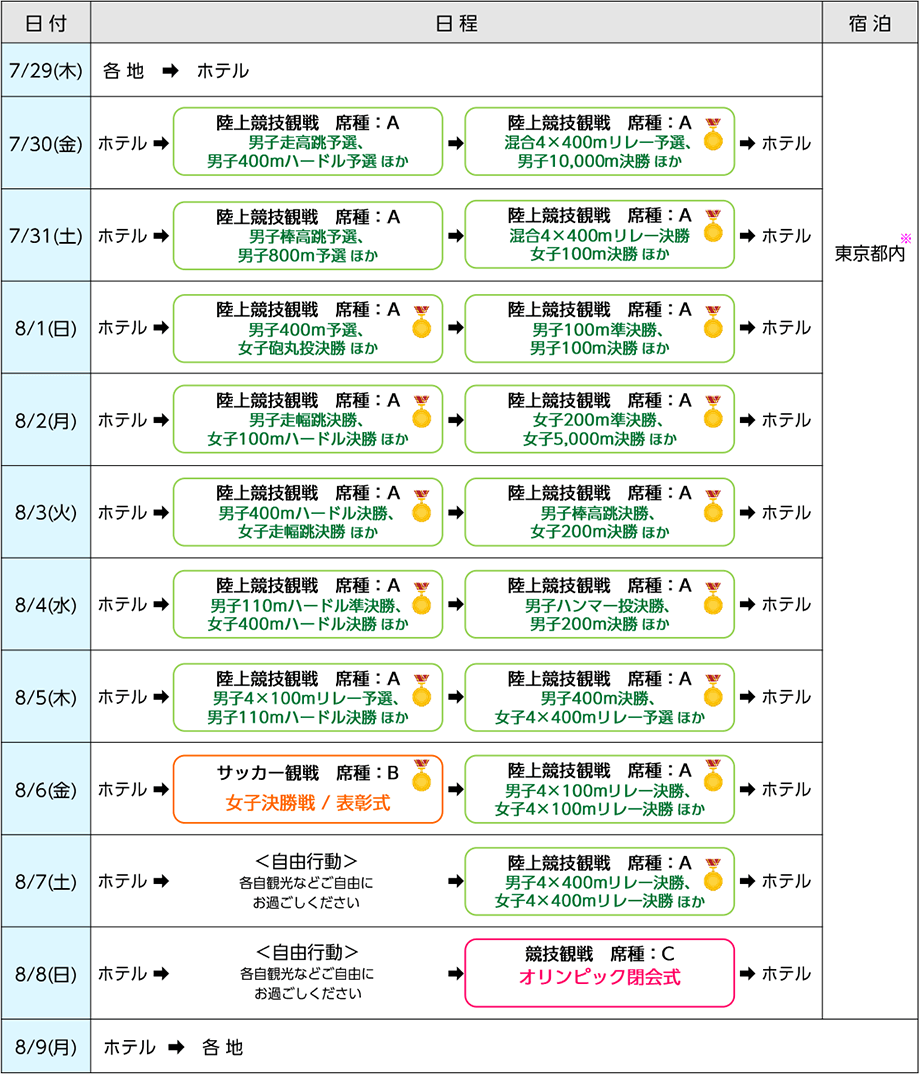 日付 日程 宿泊
7/29(木) 各地 ➡ ホテル
7/30(金) ホテル ➡
陸上競技観戦 席種：A
男子走高跳予選、
男子400mハードル予選 ほか
➡
陸上競技観戦 席種：A
混合4×400mリレー予選、
男子10,000m決勝 ほか
➡ ホテル
7/31(土) ホテル ➡
陸上競技観戦 席種：A
男子棒高跳予選、
男子800m予選 ほか
➡
陸上競技観戦 席種：A
混合4×400mリレー決勝
女子100m決勝 ほか
➡ ホテル
※
東京都内
8/1(日) ホテル ➡
陸上競技観戦 席種：A
男子400m予選、
女子砲丸投決勝 ほか
➡
陸上競技観戦 席種：A
男子100m準決勝、
男子100m決勝 ほか
➡ ホテル
8/2(月) ホテル ➡
陸上競技観戦 席種：A
男子走幅跳決勝、
女子100mハードル決勝 ほか
➡
陸上競技観戦 席種：A
女子200m準決勝、
女子5,000m決勝 ほか
➡ ホテル
8/3(火) ホテル ➡
陸上競技観戦 席種：A
男子400mハードル決勝、
女子走幅跳決勝 ほか
➡
陸上競技観戦 席種：A
男子棒高跳決勝、
女子200m決勝 ほか
➡ ホテル
8/4(水) ホテル ➡
陸上競技観戦 席種：A
男子110mハードル準決勝、
女子400mハードル決勝 ほか
➡
陸上競技観戦 席種：A
男子ハンマー投決勝、
男子200m決勝 ほか
➡ ホテル
8/5(木) ホテル ➡
陸上競技観戦 席種：A
男子4×100mリレー予選、
男子110mハードル決勝 ほか
➡
陸上競技観戦 席種：A
男子400m決勝、
女子4×400mリレー予選 ほか
➡ ホテル
8/6(金) ホテル ➡
サッカー観戦 席種：B
女子決勝戦 / 表彰式
➡
陸上競技観戦 席種：A
男子4×100mリレー決勝、
女子4×100mリレー決勝 ほか
➡ ホテル
8/7(土) ホテル ➡
＜自由行動＞
各自観光などご自由に
お過ごしください
➡
陸上競技観戦 席種：A
男子4×400mリレー決勝、
女子4×400mリレー決勝 ほか
➡ ホテル
8/8(日) ホテル ➡
＜自由行動＞
各自観光などご自由に
お過ごしください
➡
競技観戦 席種：C
オリンピック閉会式
➡ ホテル
8/9(月) ホテル ➡ 各地